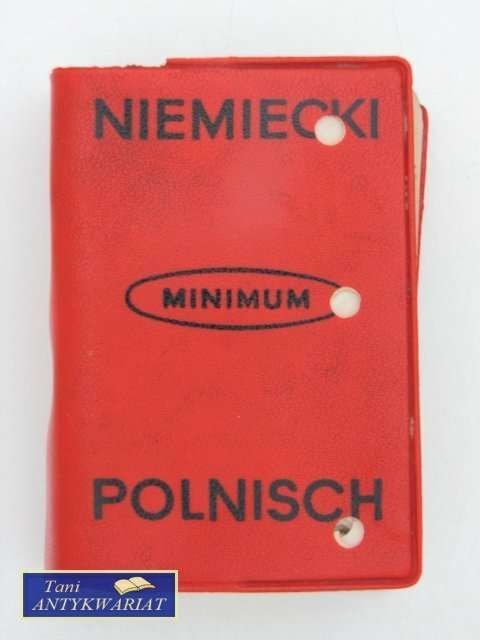 NIEMIECKI
MINIMUM
POLNISCH
Tani
ANTYKWARIAT